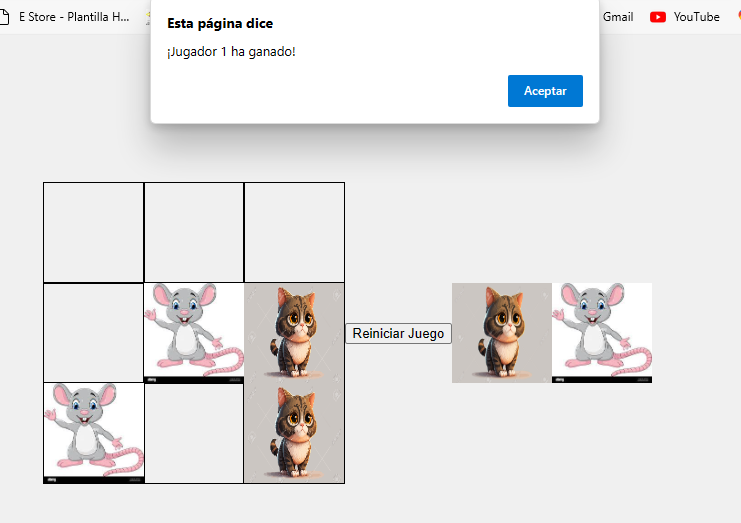 E Store - Plantilla H...
Gmail
YouTube
Esta página dice
¡Jugador 1 ha ganado!
Aceptar
Reiniciar Juego